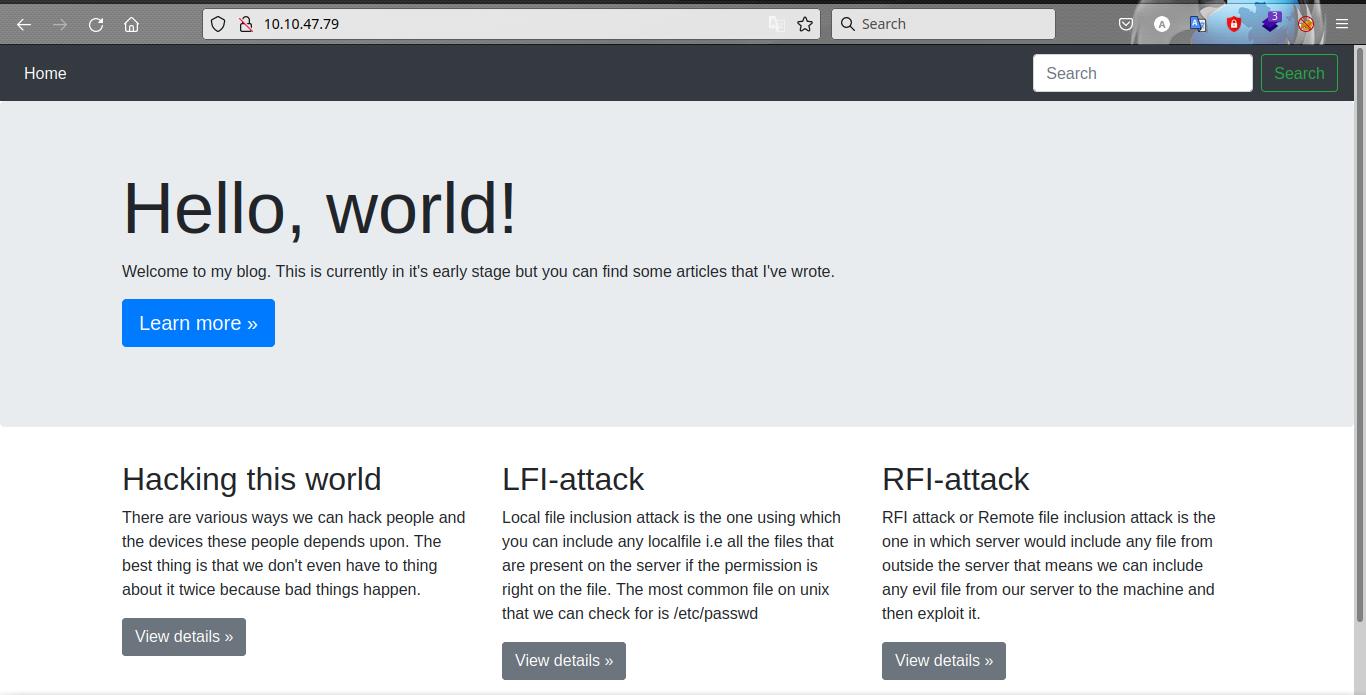 10.10.47.79
Search
3
A
Home
Search
Search
Hello, world!
Welcome to my blog. This is currently in it's early stage but you can find some articles that I've wrote.
Learn more »
Hacking this world
There are various ways we can hack people and
the devices these people depends upon. The
best thing is that we don't even have to thing
about it twice because bad things happen.
View details »
LFI-attack
Local file inclusion attack is the one using which
you can include any localfile i.e all the files that
are present on the server if the permission is
right on the file. The most common file on unix
that we can check for is /etc/passwd
View details »
RFI-attack
RFI attack or Remote file inclusion attack is the
one in which server would include any file from
outside the server that means we can include
any evil file from our server to the machine and
then exploit it.
View details »